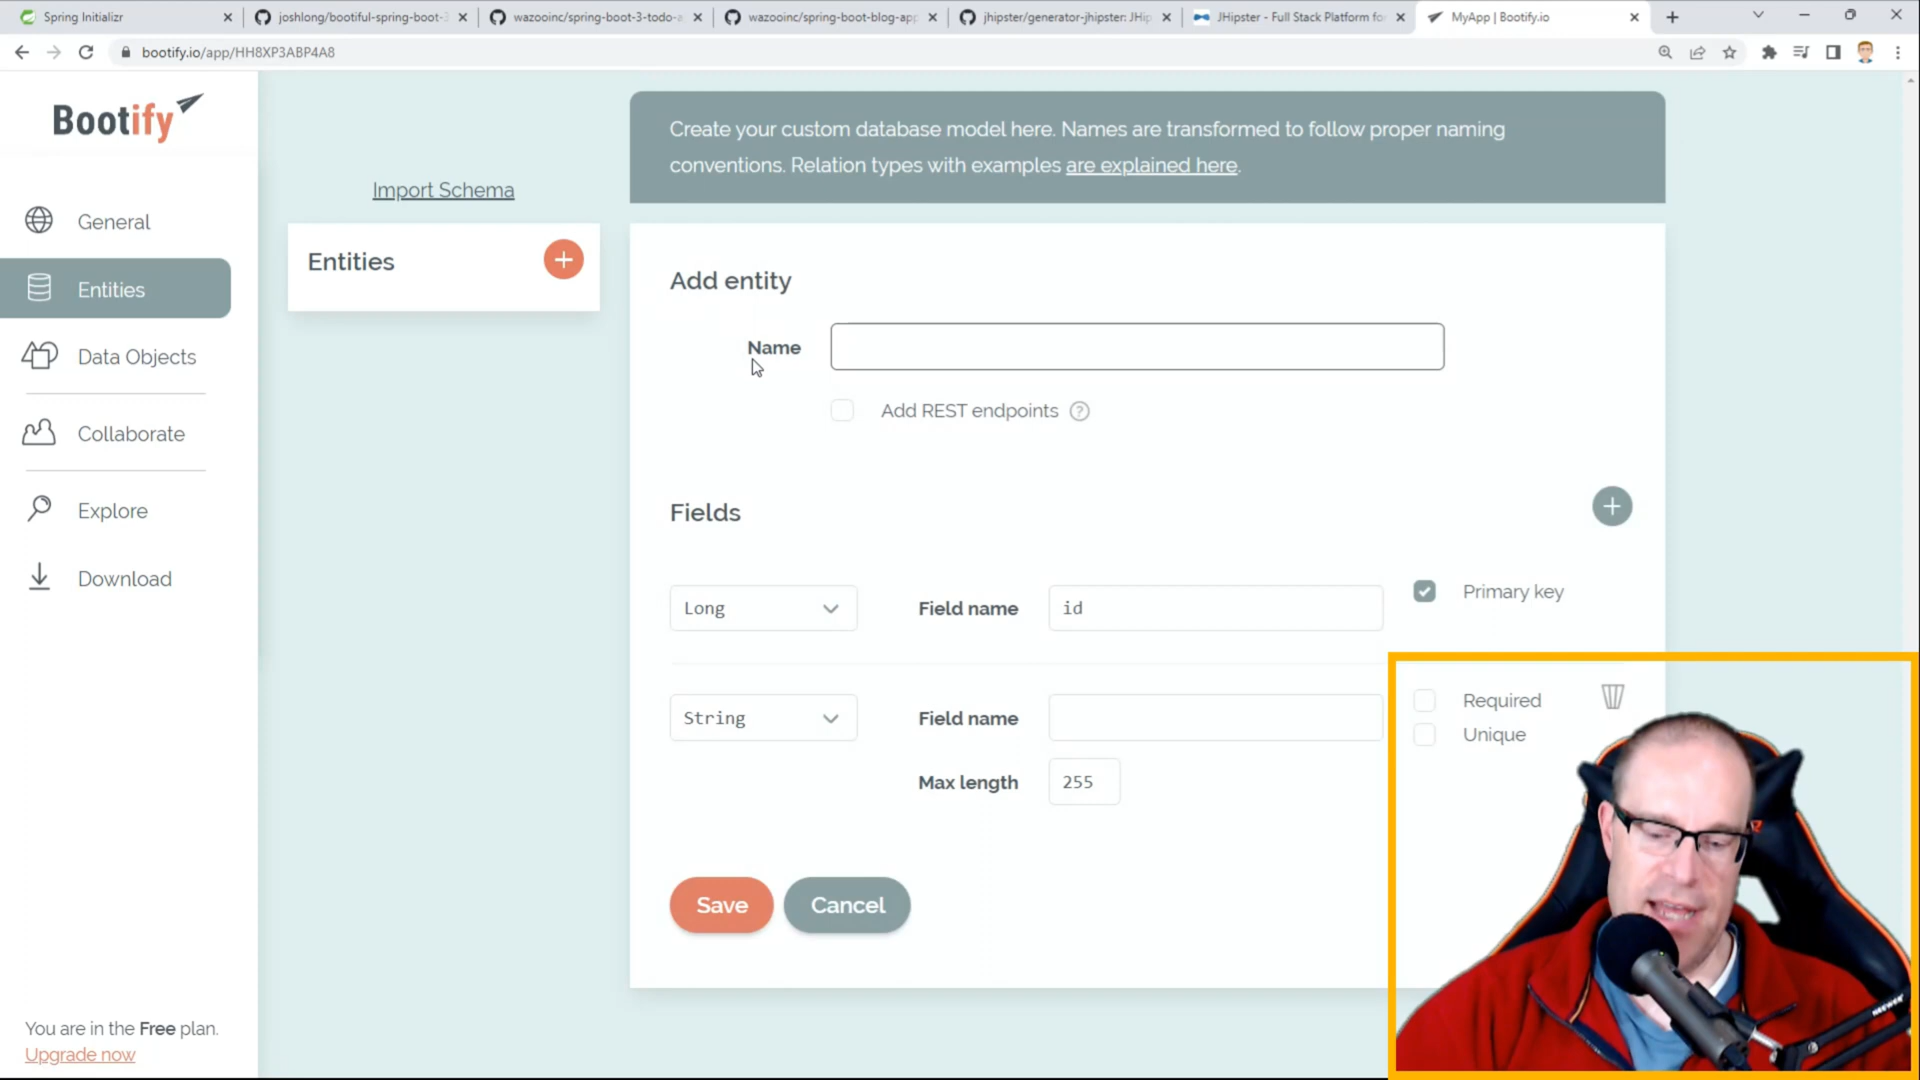 Spring Initializr
joshlong/bootiful-spring-boot-3
wazooinc/spring-boot-3-todo-a
wazooinc/spring-boot-blog-app
jhipster/generator-jhipster: JHip
JHipster - Full Stack Platform for
MyApp | Bootify.io
bootify.io/app/HH8XP3ABP4A8
Bootify
General
Entities
Data Objects
Collaborate
Explore
Download
You are in the Free plan.
Upgrade now
Import Schema
Entities
Create your custom database model here. Names are transformed to follow proper naming
conventions. Relation types with examples are explained here.
Add entity
Name
Add REST endpoints ?
Fields
Long Field name id Primary key
String Field name Required
Unique
Max length 255
Save Cancel
NEEWER